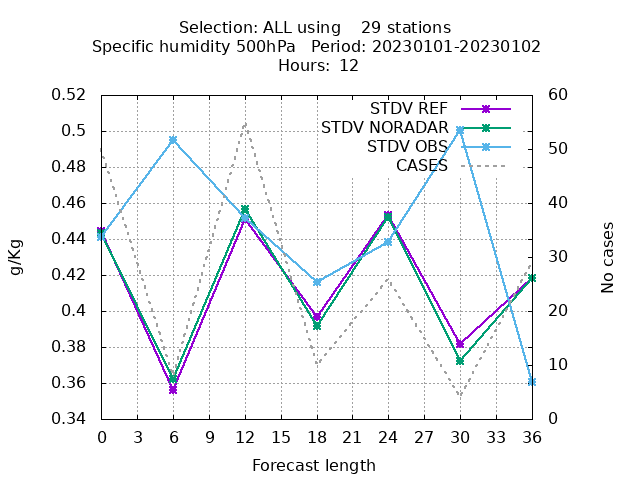 Selection: ALL using    29 stations
Specific humidity 500hPa   Period: 20230101-20230102
Hours: 12
STDV REF
STDV NORADAR
STDV OBS
CASES
0.52
0.5
0.48
0.46
0.44
0.42
0.4
0.38
0.36
0.34
g/Kg
60
50
40
30
20
10
0
No cases
0 3 6 9 12 15 18 21 24 27 30 33 36
Forecast length